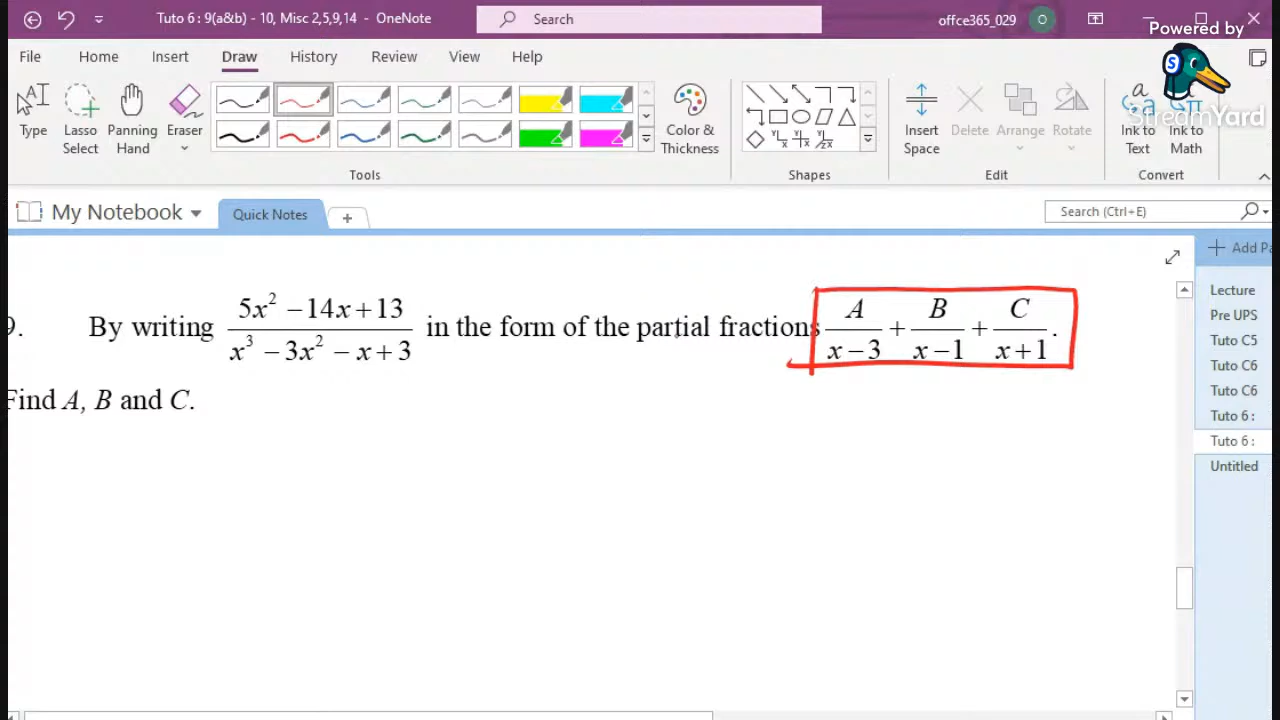 Tuto 6 : 9(a&b) - 10, Misc 2,5,9,14 - OneNote
Search
offce365_029
O
Powered by
StreamYard
File Home Insert Draw History Review View Help
Type
Lasso Select
Panning Hand
Eraser
Color & Thickness
Insert Space
Delete
Arrange
Rotate
Ink to Text
Ink to Math
Tools
Shapes
Edit
Convert
My Notebook
Quick Notes
Search (Ctrl+E)
Add Pa
Lecture
Pre UPS
Tuto C5
Tuto C6
Tuto C6
Tuto 6 :
Tuto 6 :
Untitled
9. By writing (5x² −14x+13)/(x³ −3x² −x+3) in the form of the partial fractions A/(x−3) + B/(x−1) + C/(x+1).
Find A, B and C.